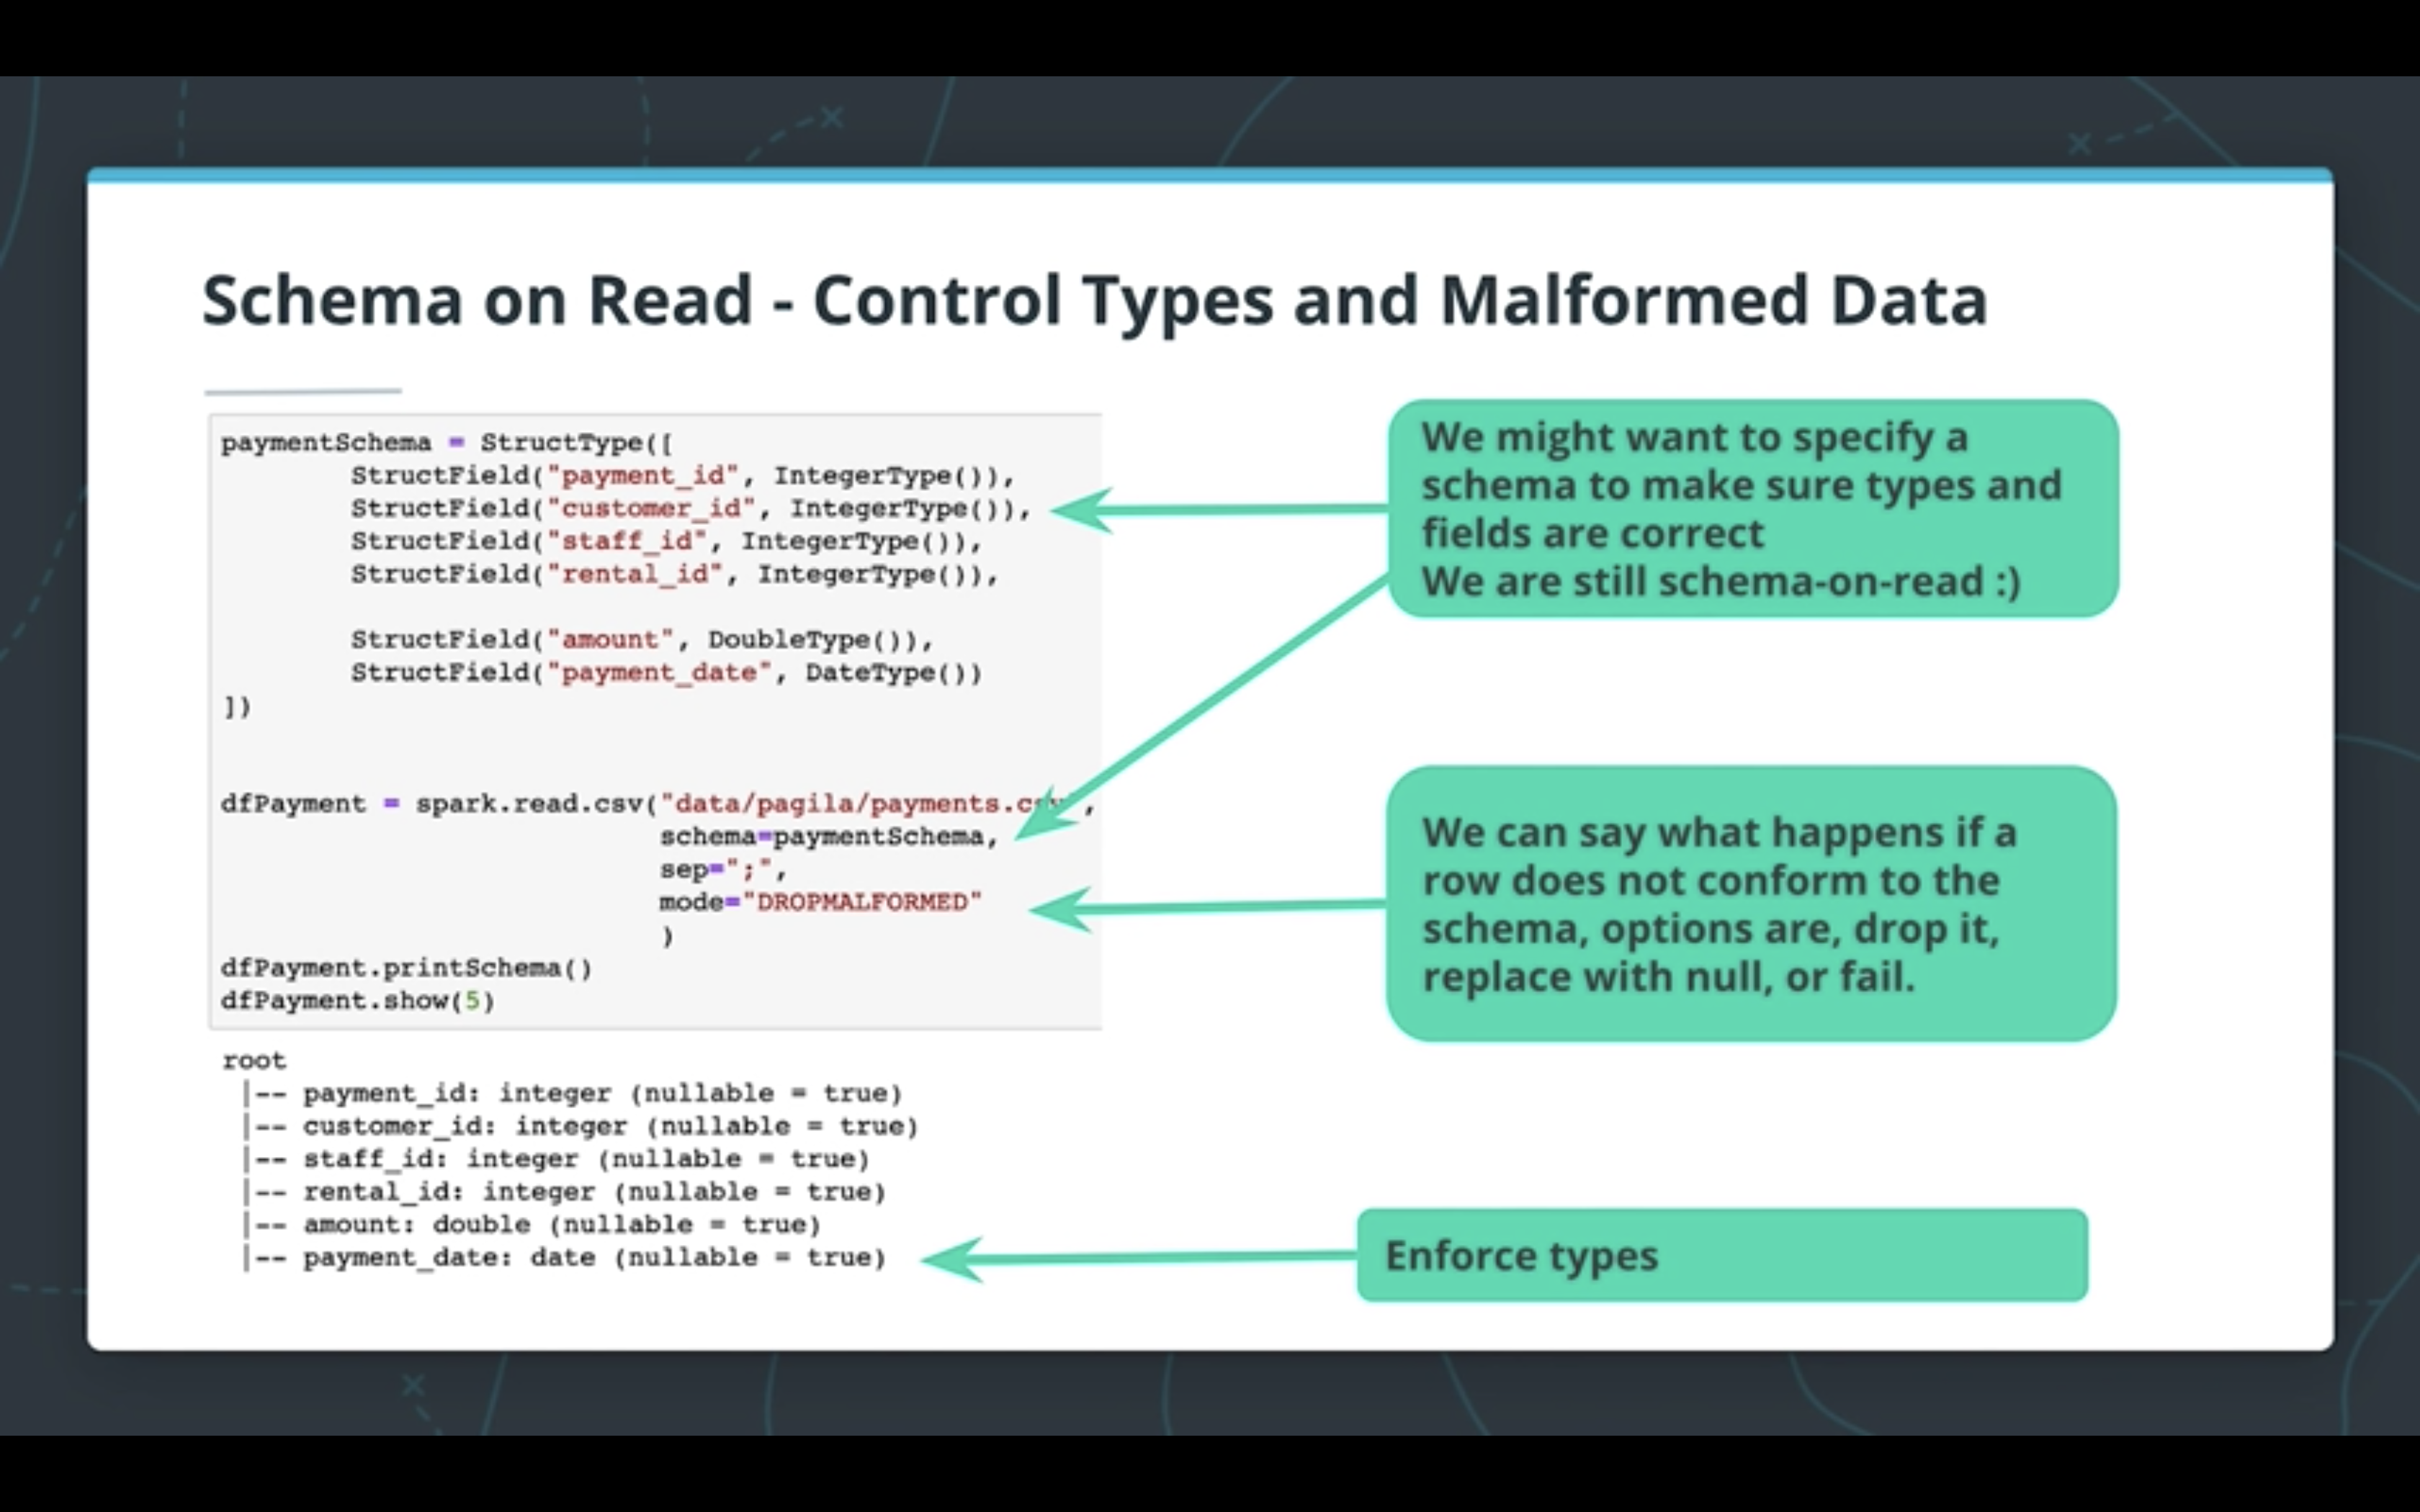 Schema on Read - Control Types and Malformed Data
paymentSchema = StructType([
        StructField("payment_id", IntegerType()),
        StructField("customer_id", IntegerType()),
        StructField("staff_id", IntegerType()),
        StructField("rental_id", IntegerType()),
        StructField("amount", DoubleType()),
        StructField("payment_date", DateType())
])
dfPayment = spark.read.csv("data/pagila/payments.csv",
                           schema=paymentSchema,
                           sep=";",
                           mode="DROPMALFORMED"
                           )
dfPayment.printSchema()
dfPayment.show(5)
root
 |-- payment_id: integer (nullable = true)
 |-- customer_id: integer (nullable = true)
 |-- staff_id: integer (nullable = true)
 |-- rental_id: integer (nullable = true)
 |-- amount: double (nullable = true)
 |-- payment_date: date (nullable = true)
We might want to specify a
schema to make sure types and
fields are correct
We are still schema-on-read :)
We can say what happens if a
row does not conform to the
schema, options are, drop it,
replace with null, or fail.
Enforce types